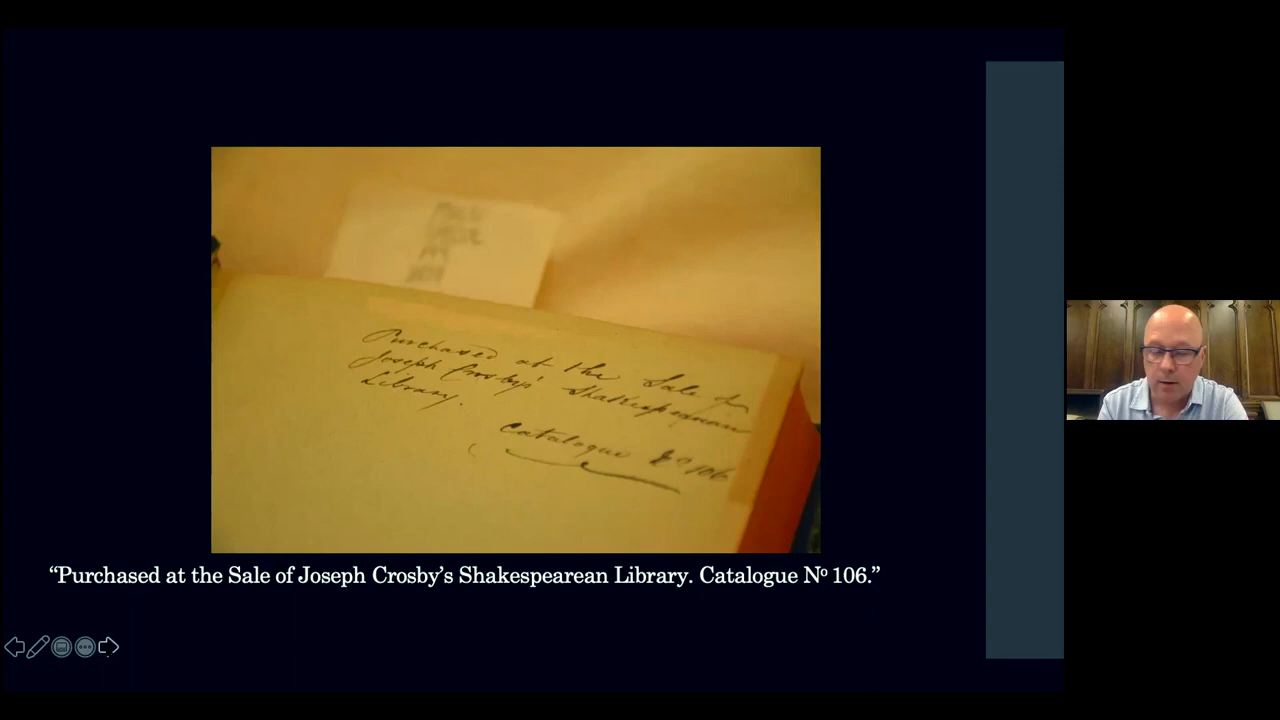 Purchased at the Sale of
Joseph Crosby's Shakespearean
Library.
Catalogue Nº 106
“Purchased at the Sale of Joseph Crosby’s Shakespearean Library. Catalogue Nº 106.”